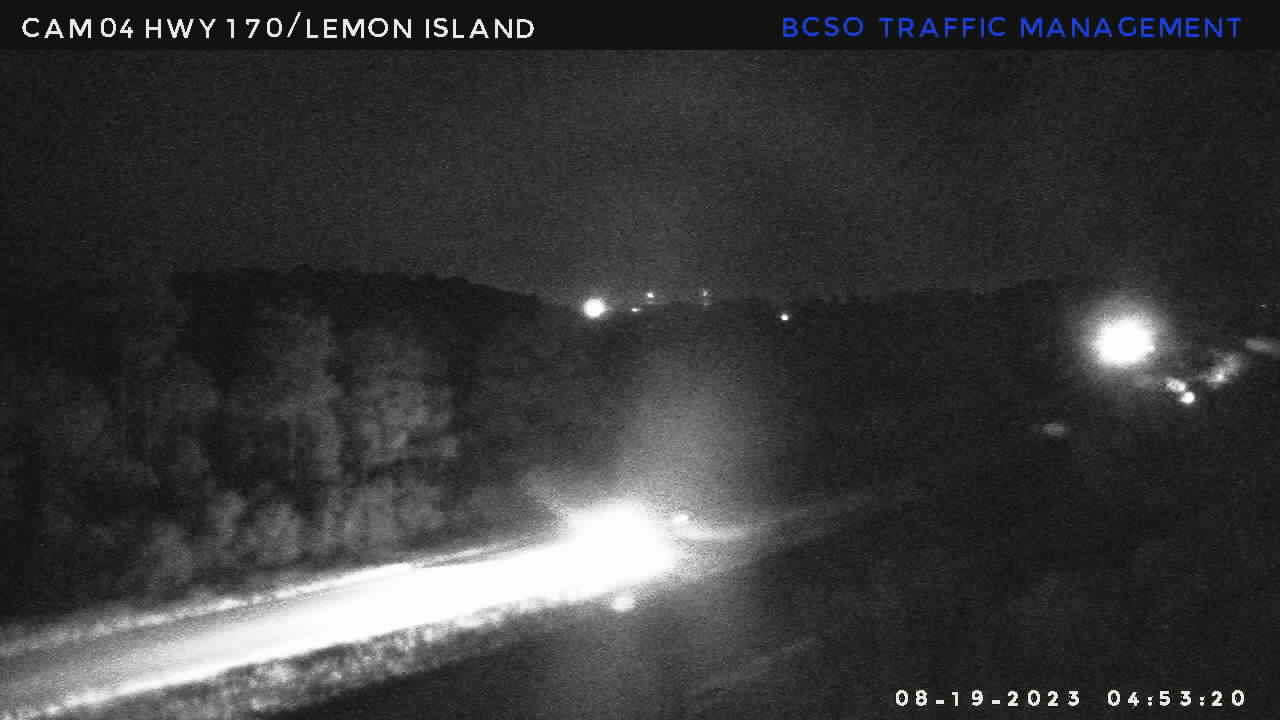 CAM04 HWY 170/LEMON ISLAND
BCSO TRAFFIC MANAGEMENT
08-19-2023 04:53:20